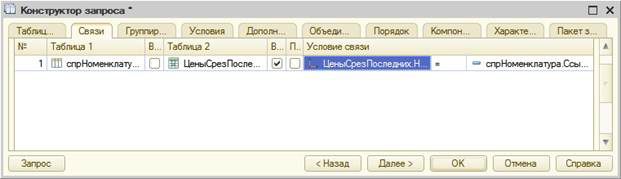 Конструктор запроса *
Таблиц... Связи Группир... Условия Дополн... Объеди... Порядок Компон... Характе... Пакет з...
№ Таблица 1 В... Таблица 2 В... П... Условие связи
1 спрНоменклату... ЦеныСрезПосле... ЦеныСрезПоследних.Н... = спрНоменклатура.Ссы...
Запрос < Назад Далее > OK Отмена Справка